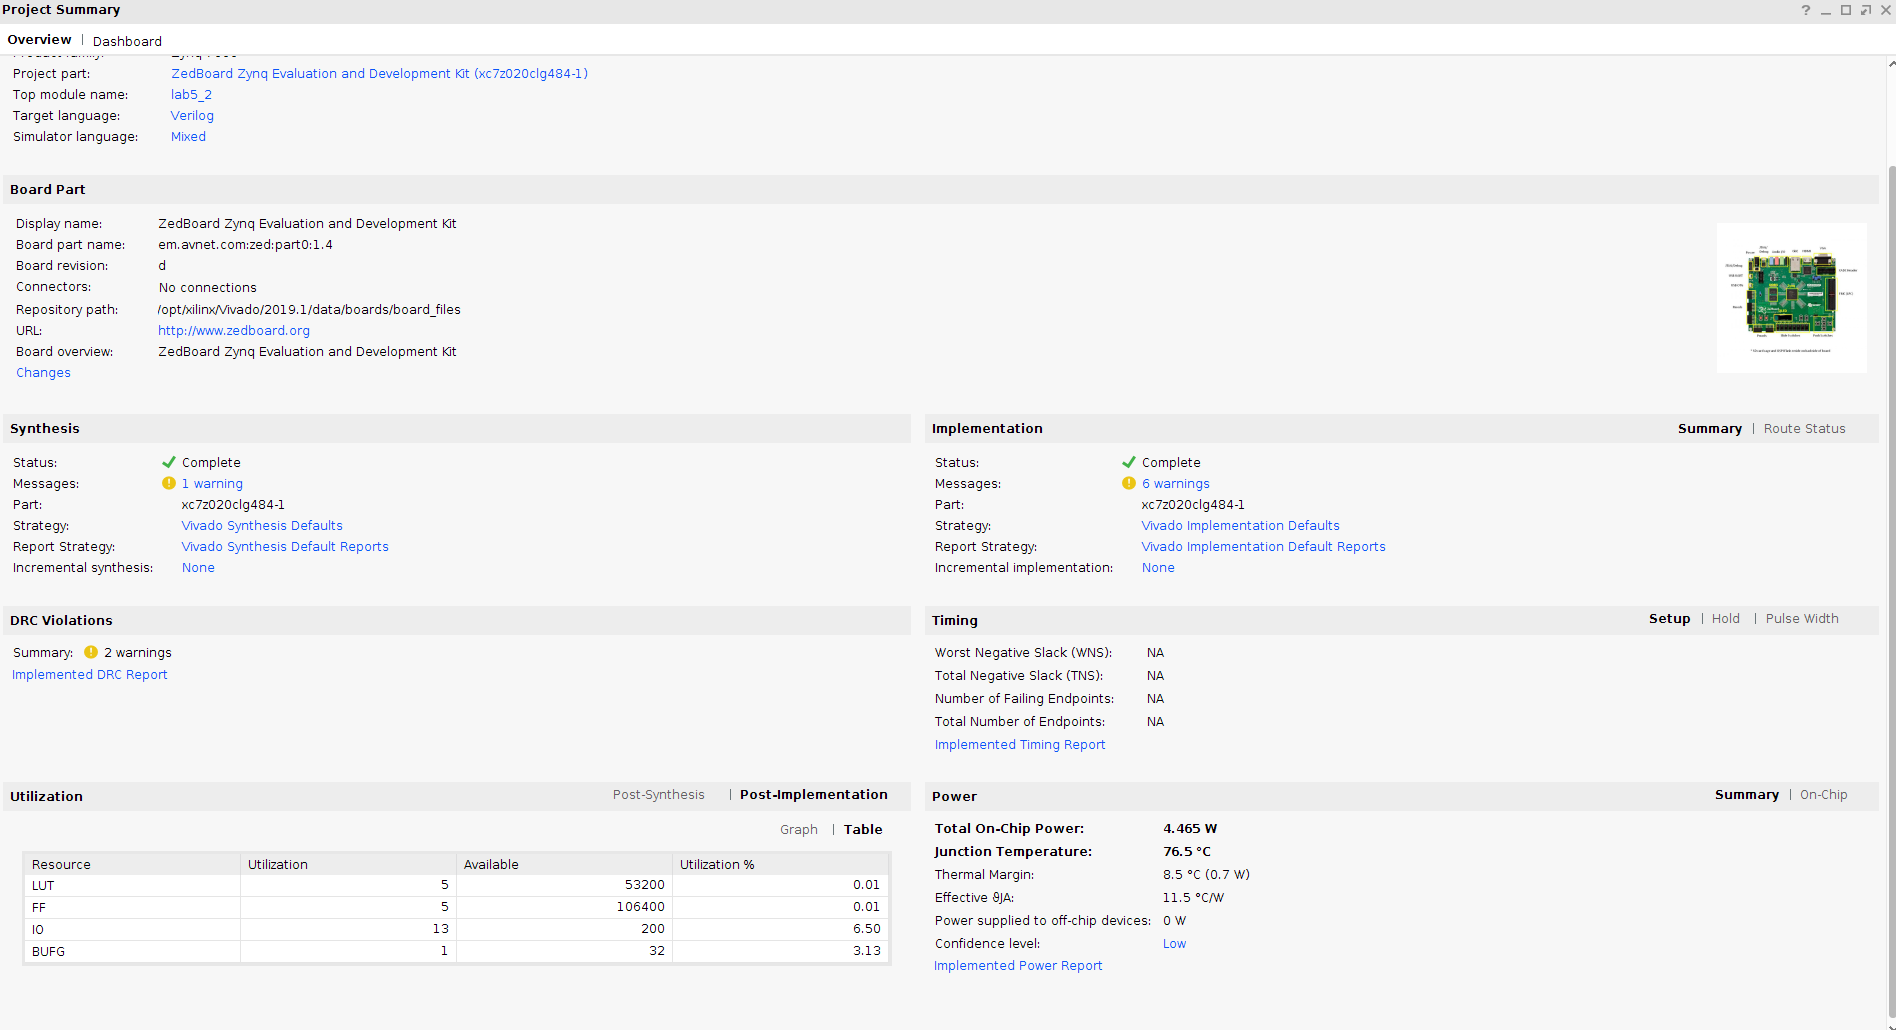 Project Summary
Overview | Dashboard
Project part: ZedBoard Zynq Evaluation and Development Kit (xc7z020clg484-1)
Top module name: lab5_2
Target language: Verilog
Simulator language: Mixed
Board Part
Display name: ZedBoard Zynq Evaluation and Development Kit
Board part name: em.avnet.com:zed:part0:1.4
Board revision: d
Connectors: No connections
Repository path: /opt/xilinx/Vivado/2019.1/data/boards/board_files
URL: http://www.zedboard.org
Board overview: ZedBoard Zynq Evaluation and Development Kit
Changes
Synthesis
Status: Complete
Messages: 1 warning
Part: xc7z020clg484-1
Strategy: Vivado Synthesis Defaults
Report Strategy: Vivado Synthesis Default Reports
Incremental synthesis: None
Implementation Summary | Route Status
Status: Complete
Messages: 6 warnings
Part: xc7z020clg484-1
Strategy: Vivado Implementation Defaults
Report Strategy: Vivado Implementation Default Reports
Incremental implementation: None
DRC Violations
Summary: 2 warnings
Implemented DRC Report
Timing Setup | Hold | Pulse Width
Worst Negative Slack (WNS): NA
Total Negative Slack (TNS): NA
Number of Failing Endpoints: NA
Total Number of Endpoints: NA
Implemented Timing Report
Utilization Post-Synthesis | Post-Implementation
Graph | Table
Resource Utilization Available Utilization %
LUT 5 53200 0.01
FF 5 106400 0.01
IO 13 200 6.50
BUFG 1 32 3.13
Power Summary | On-Chip
Total On-Chip Power: 4.465 W
Junction Temperature: 76.5 °C
Thermal Margin: 8.5 °C (0.7 W)
Effective ϑJA: 11.5 °C/W
Power supplied to off-chip devices: 0 W
Confidence level: Low
Implemented Power Report